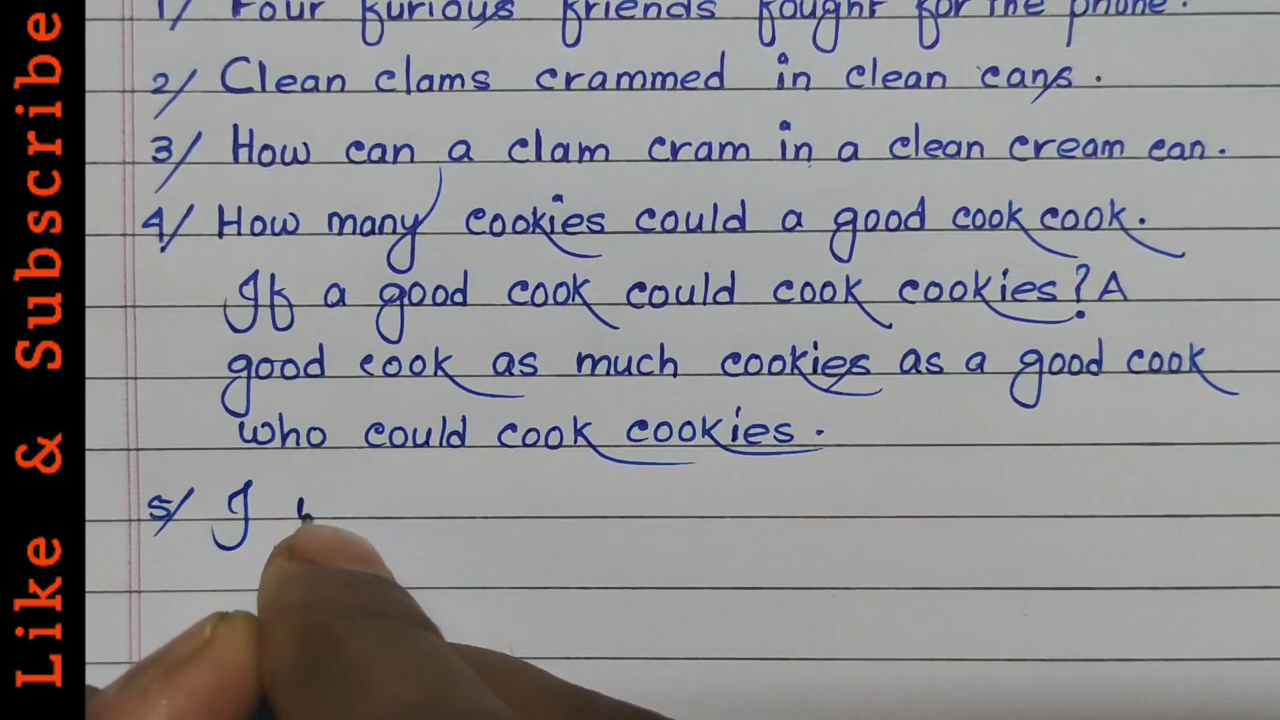 Like & Subscribe
1/ Four furious friends fought for the phone.
2/ Clean clams crammed in clean cans.
3/ How can a clam cram in a clean cream can.
4/ How many cookies could a good cook cook.
If a good cook could cook cookies? A
good cook as much cookies as a good cook
who could cook cookies.
5/ I